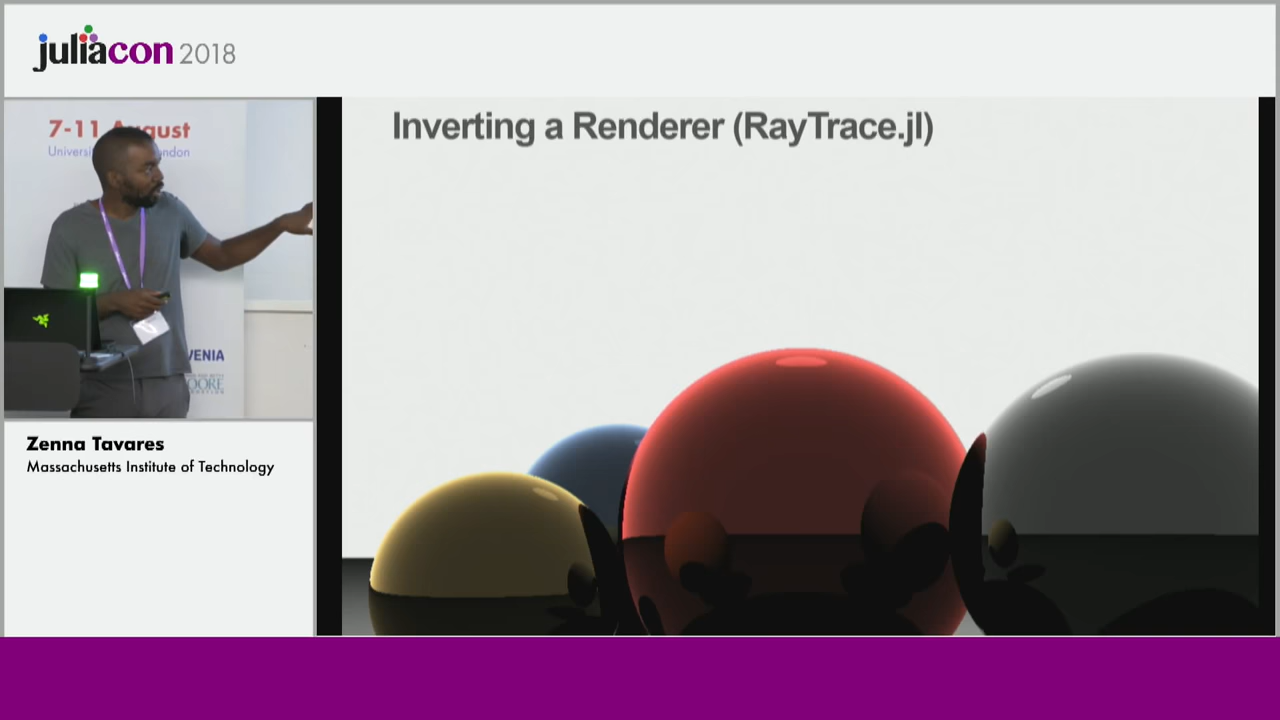 juliacon 2018
Inverting a Renderer (RayTrace.jl)
7-11 August
Zenna Tavares
Massachusetts Institute of Technology